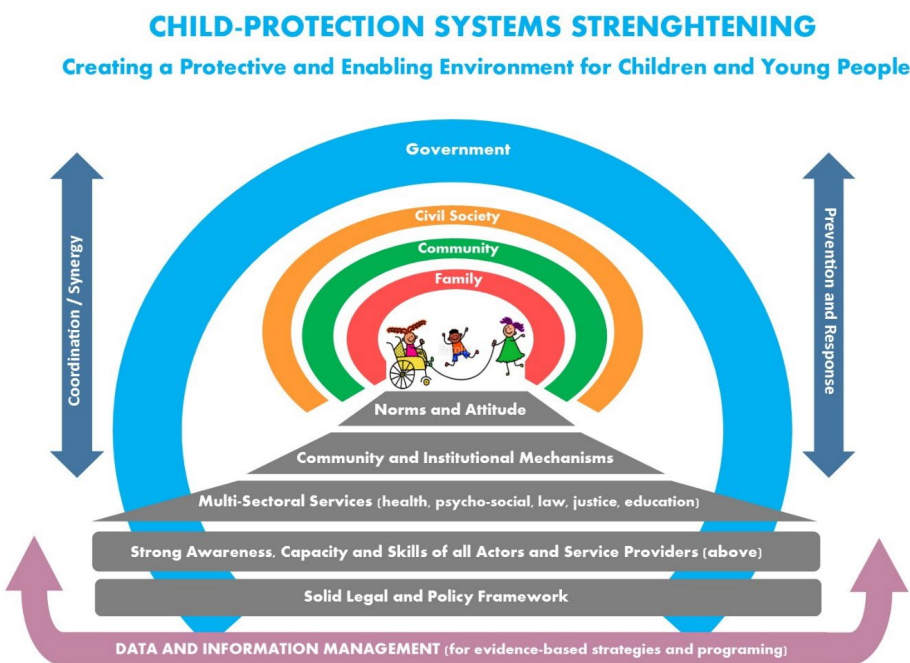 CHILD-PROTECTION SYSTEMS STRENGHTENING
Creating a Protective and Enabling Environment for Children and Young People
Government
Civil Society
Community
Family
Coordination / Synergy
Prevention and Response
Norms and Attitude
Community and Institutional Mechanisms
Multi-Sectoral Services (health, psycho-social, law, justice, education)
Strong Awareness, Capacity and Skills of all Actors and Service Providers (above)
Solid Legal and Policy Framework
DATA AND INFORMATION MANAGEMENT (for evidence-based strategies and programing)